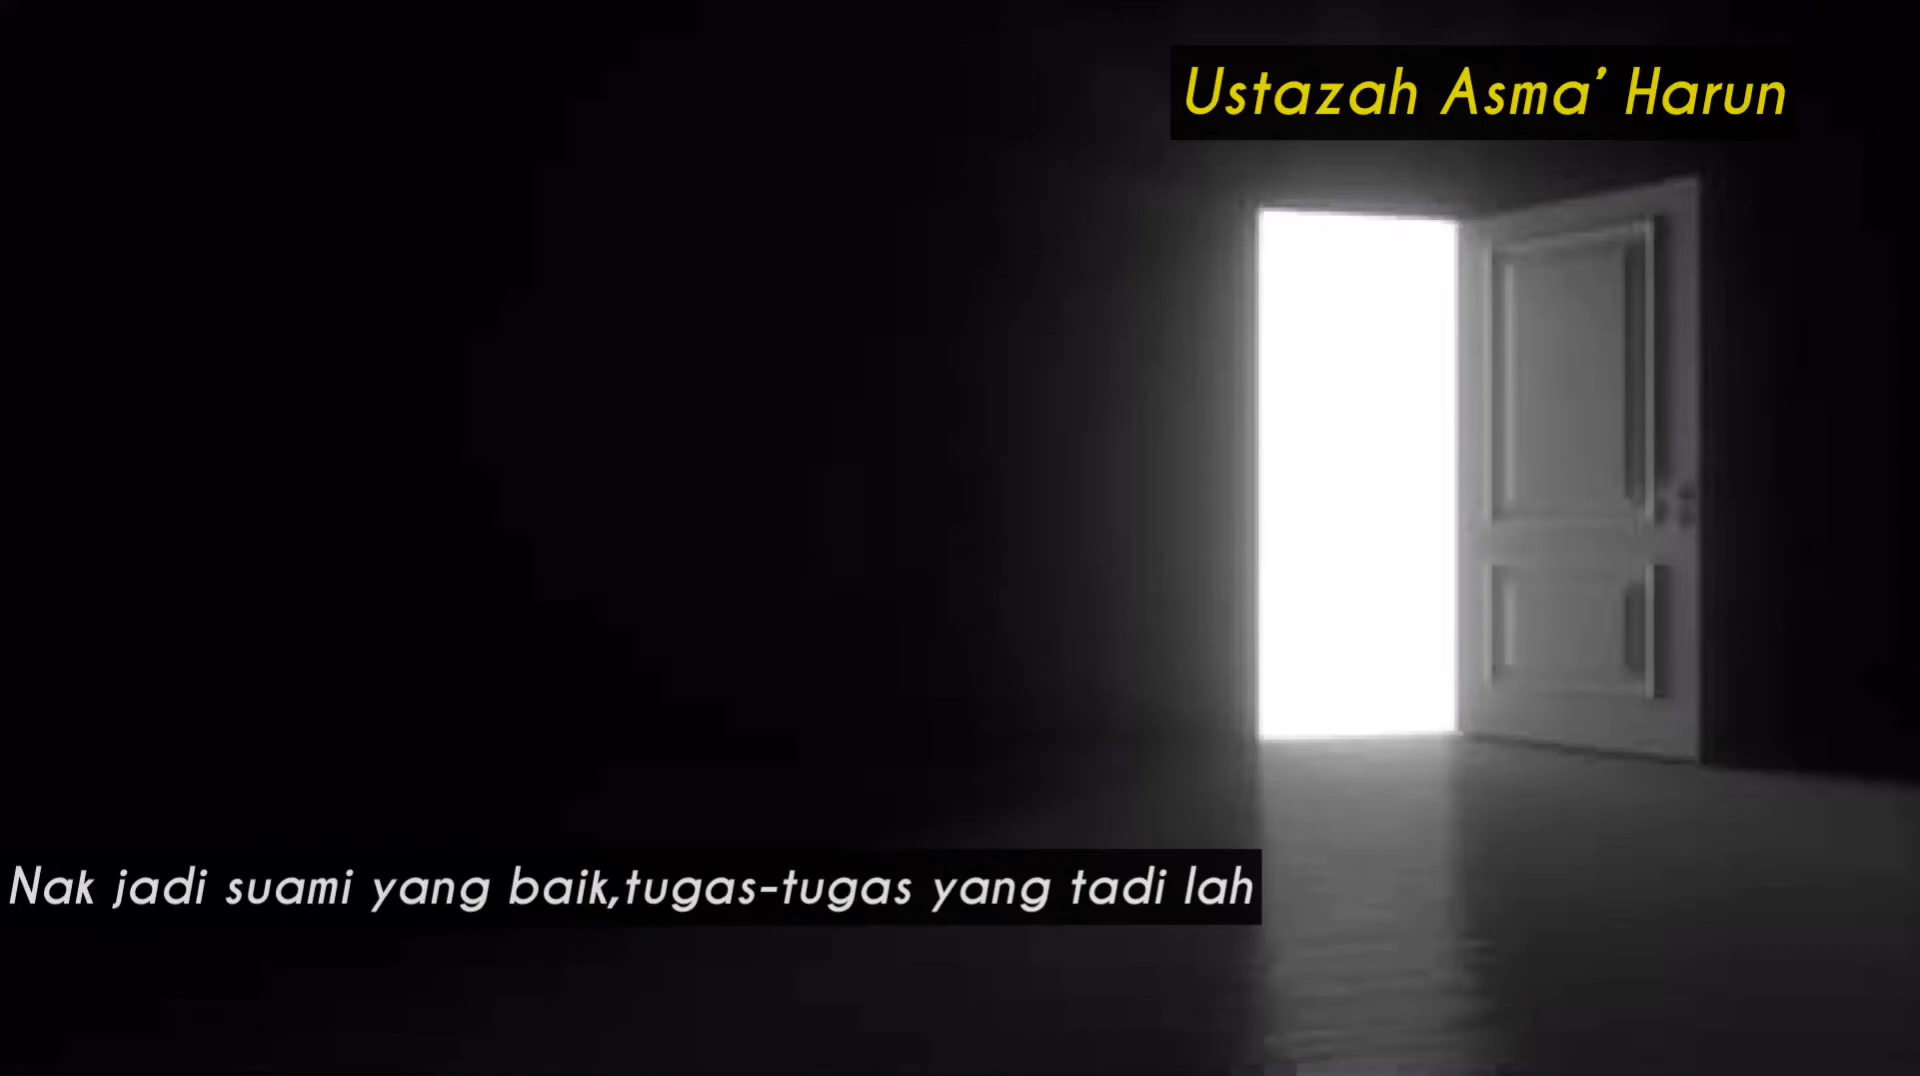 Ustazah Asma’ Harun
Nak jadi suami yang baik,tugas-tugas yang tadi lah